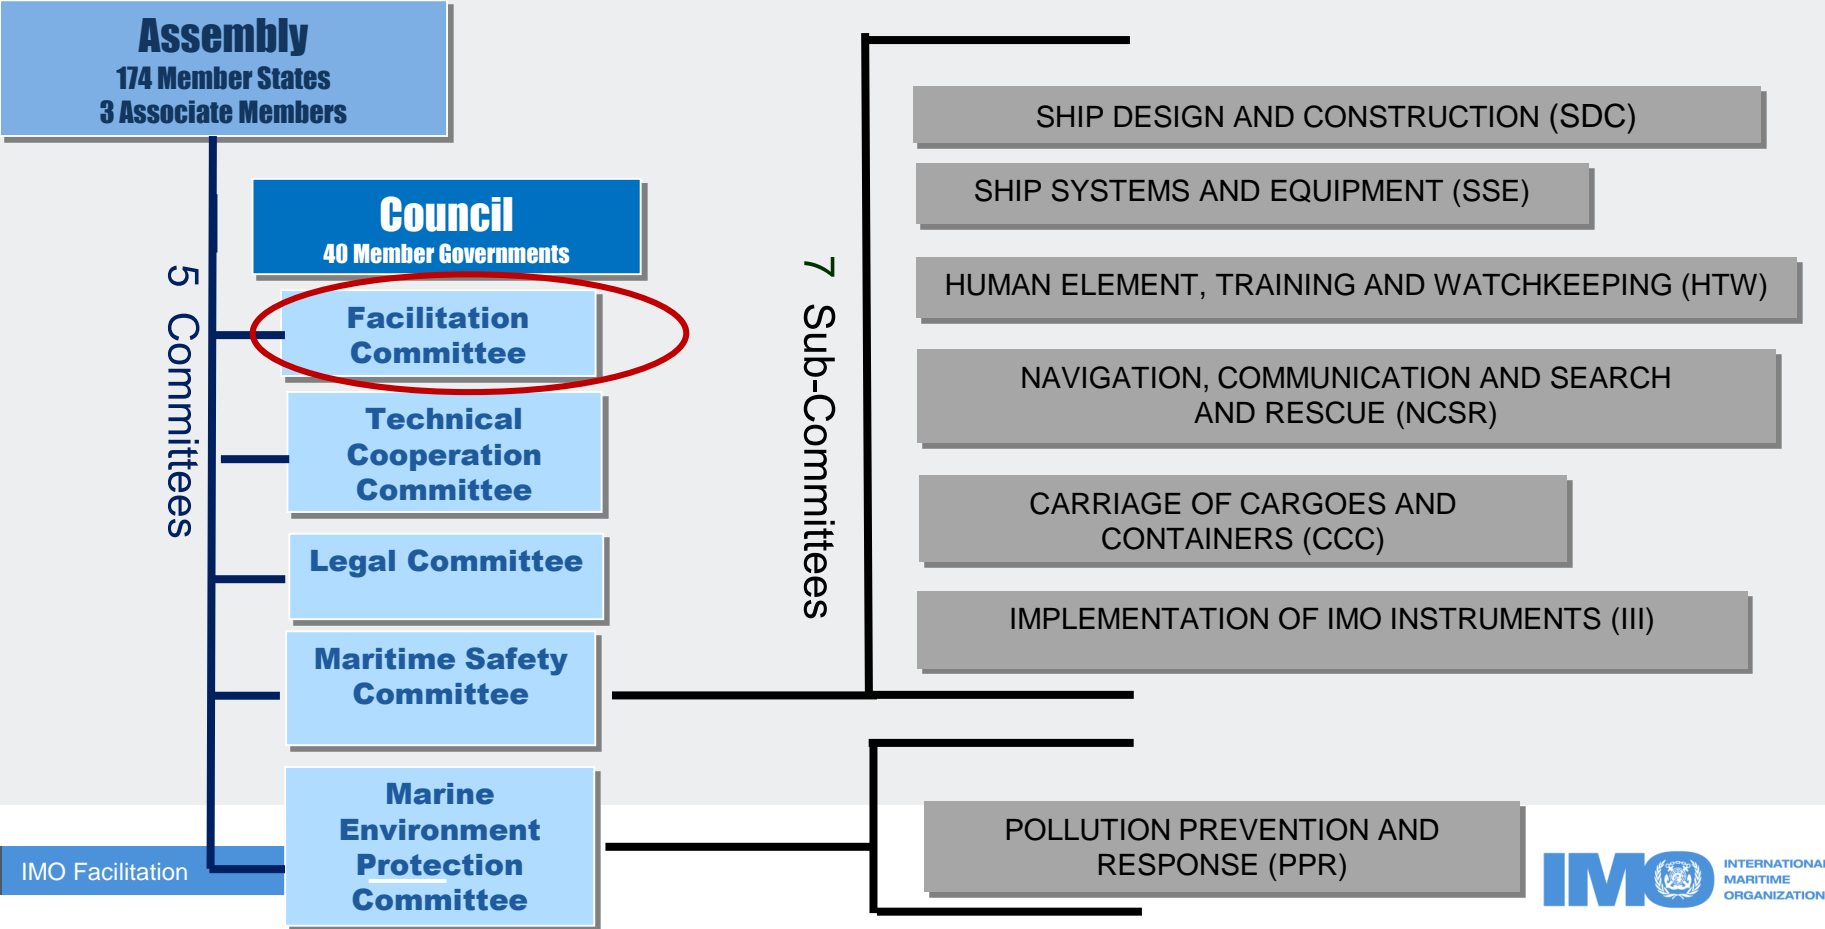 Assembly
174 Member States
3 Associate Members
Council
40 Member Governments
5 Committees
Facilitation
Committee
Technical
Cooperation
Committee
Legal Committee
Maritime Safety
Committee
Marine
Environment
Protection
Committee
7 Sub-Committees
SHIP DESIGN AND CONSTRUCTION (SDC)
SHIP SYSTEMS AND EQUIPMENT (SSE)
HUMAN ELEMENT, TRAINING AND WATCHKEEPING (HTW)
NAVIGATION, COMMUNICATION AND SEARCH
AND RESCUE (NCSR)
CARRIAGE OF CARGOES AND
CONTAINERS (CCC)
IMPLEMENTATION OF IMO INSTRUMENTS (III)
POLLUTION PREVENTION AND
RESPONSE (PPR)
IMO Facilitation
IMO
INTERNATIONAL
MARITIME
ORGANIZATION